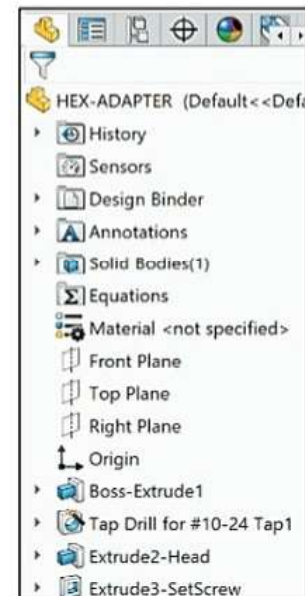 HEX-ADAPTER (Default<<Defa
History
Sensors
Design Binder
Annotations
Solid Bodies(1)
Equations
Material <not specified>
Front Plane
Top Plane
Right Plane
Origin
Boss-Extrude1
Tap Drill for #10-24 Tap1
Extrude2-Head
Extrude3-SetScrew